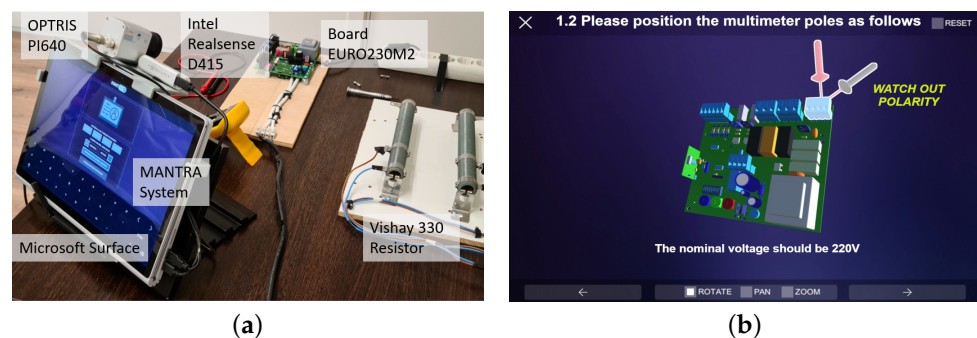 OPTRIS
PI640
Intel
Realsense
D415
Board
EURO230M2
MANTRA
System
Microsoft Surface
Vishay 330
Resistor
(a)
1.2 Please position the multimeter poles as follows
RESET
WATCH OUT
POLARITY
The nominal voltage should be 220V
ROTATE PAN ZOOM
(b)